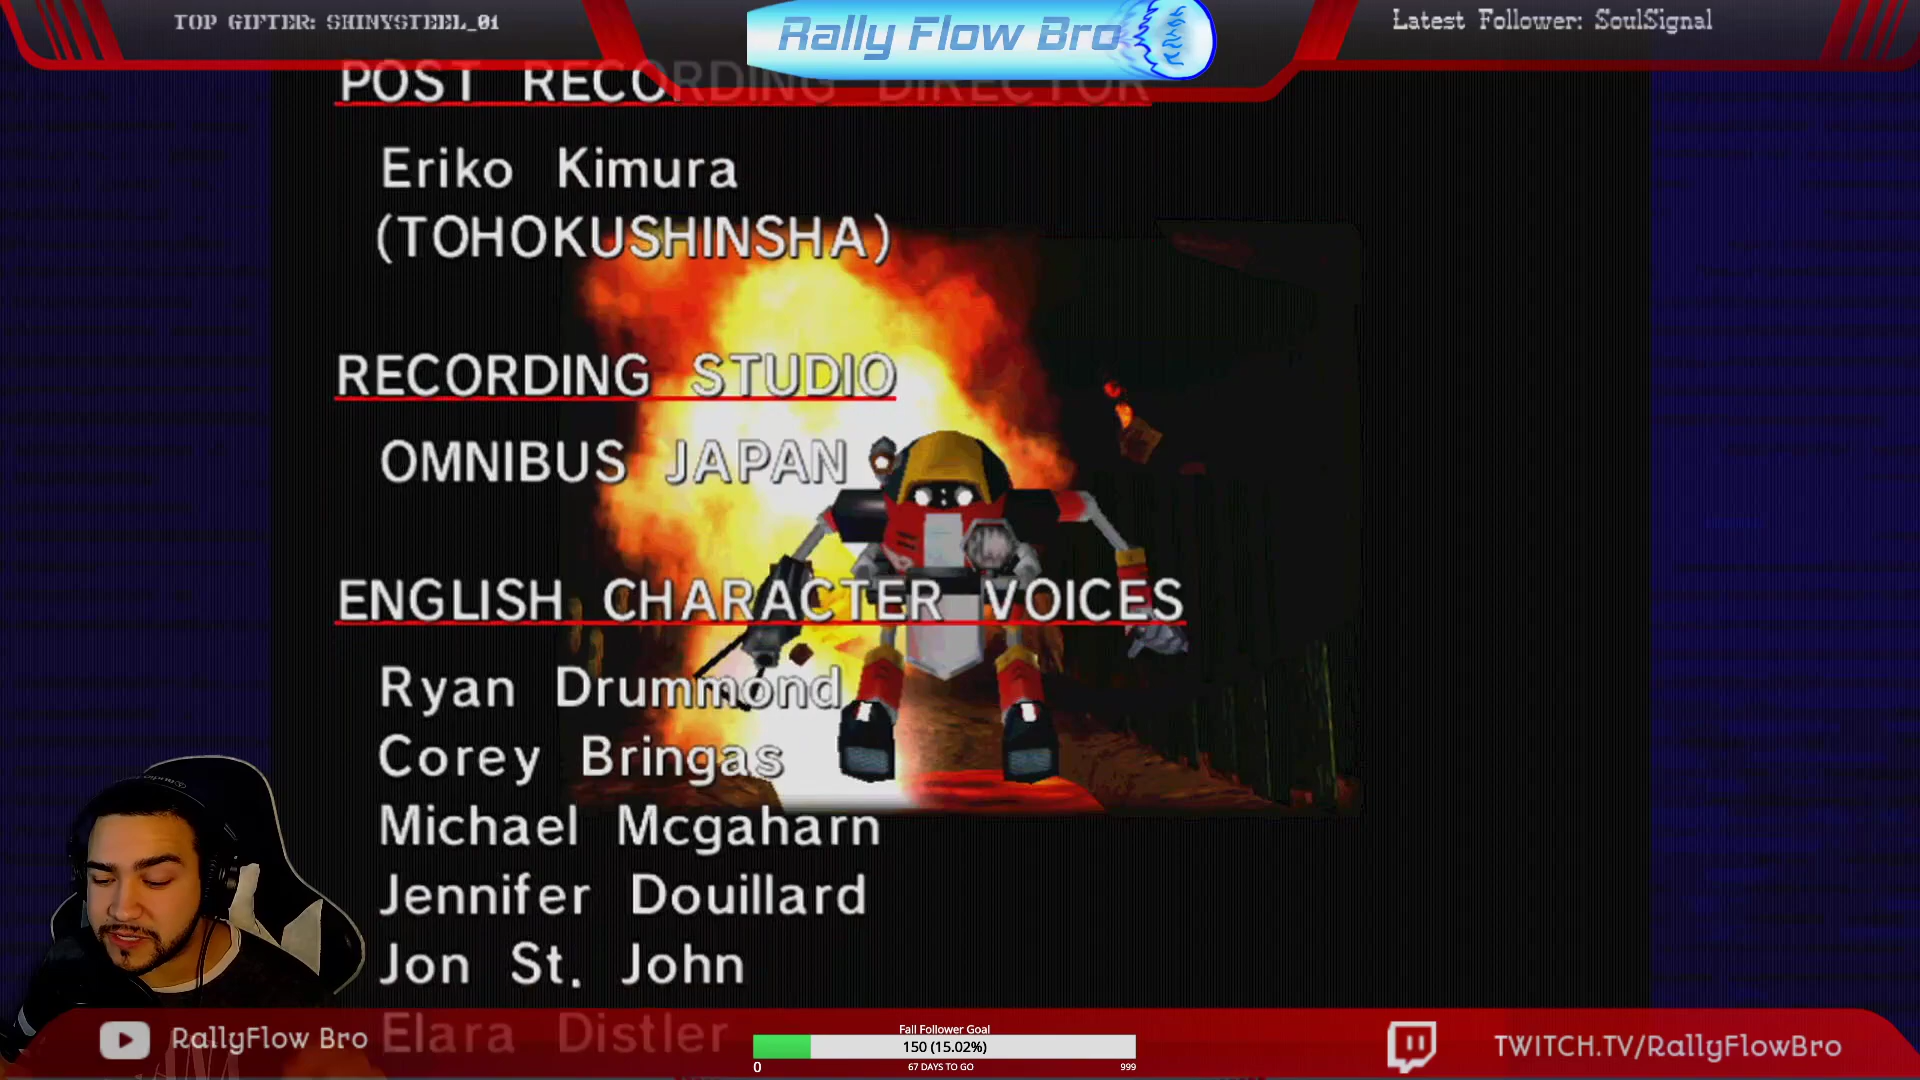 TOP GIFTER: SHINYSTEEL_01
Rally Flow Bro
Latest Follower: SoulSignal
POST RECORDING DIRECTOR
Eriko Kimura
(TOHOKUSHINSHA)
RECORDING STUDIO
OMNIBUS JAPAN
ENGLISH CHARACTER VOICES
Ryan Drummond
Corey Bringas
Michael Mcgaharn
Jennifer Douillard
Jon St. John
Elara Distler
RallyFlow Bro
Fall Follower Goal
150 (15.02%)
0
67 DAYS TO GO
999
TWITCH.TV/RallyFlowBro